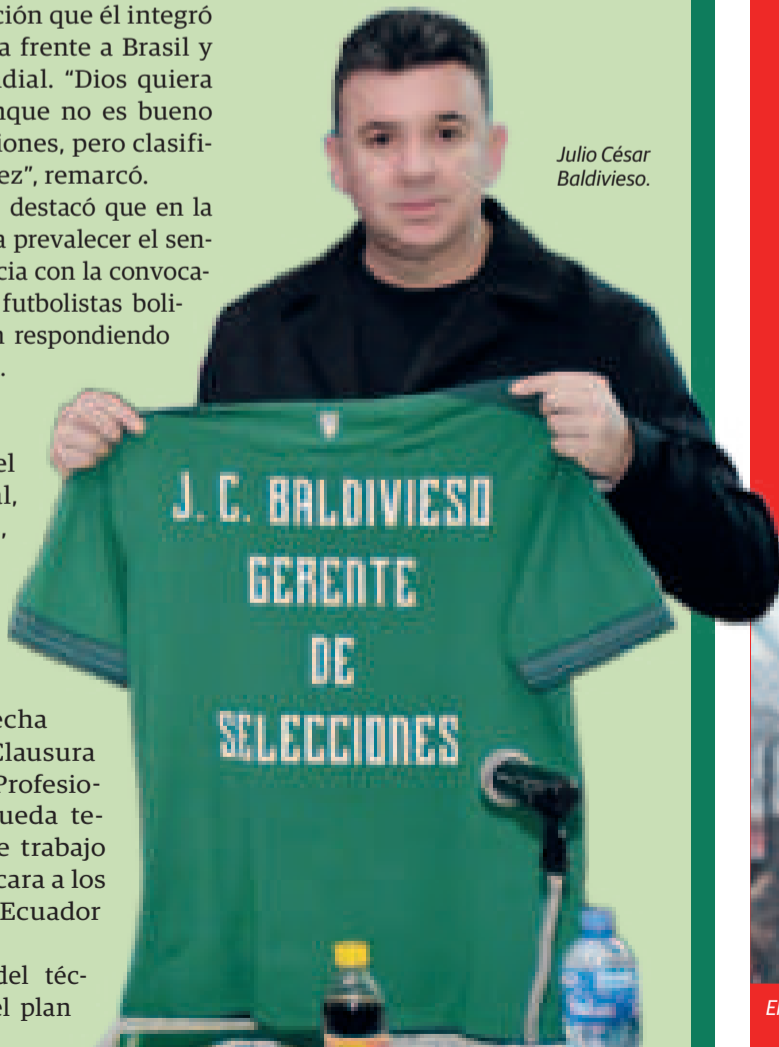 ción que él integró
a frente a Brasil y
dial. “Dios quiera
nque no es bueno
iones, pero clasifi-
ez”, remarcó.
destacó que en la
a prevalecer el sen-
cia con la convoca-
futbolistas boli-
n respondiendo
.
el
l,
,
echa
Clausura
Profesio-
ueda te-
e trabajo
cara a los
Ecuador
del téc-
el plan
Julio César
Baldivieso.
J. C. BALDIVIESO
GERENTE
DE
SELECCIONES
El